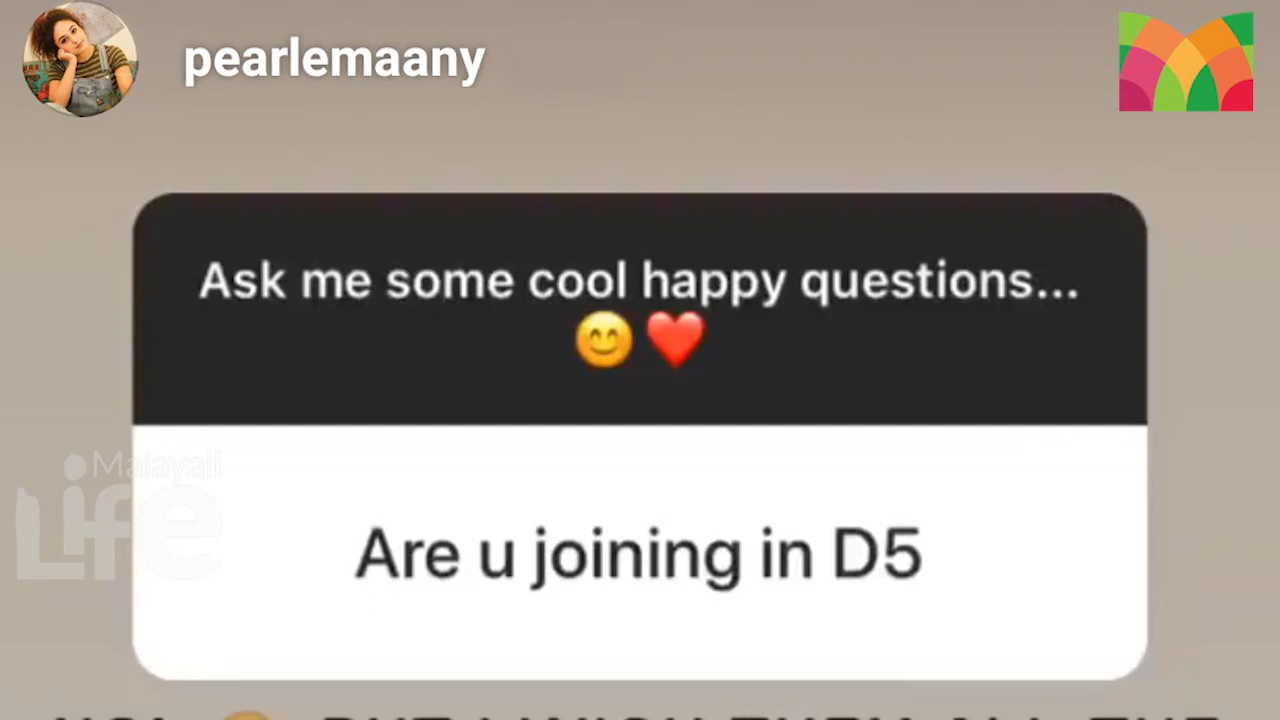 pearlemaany
Ask me some cool happy questions...
😊 ❤️
Malayali
Life
Are u joining in D5